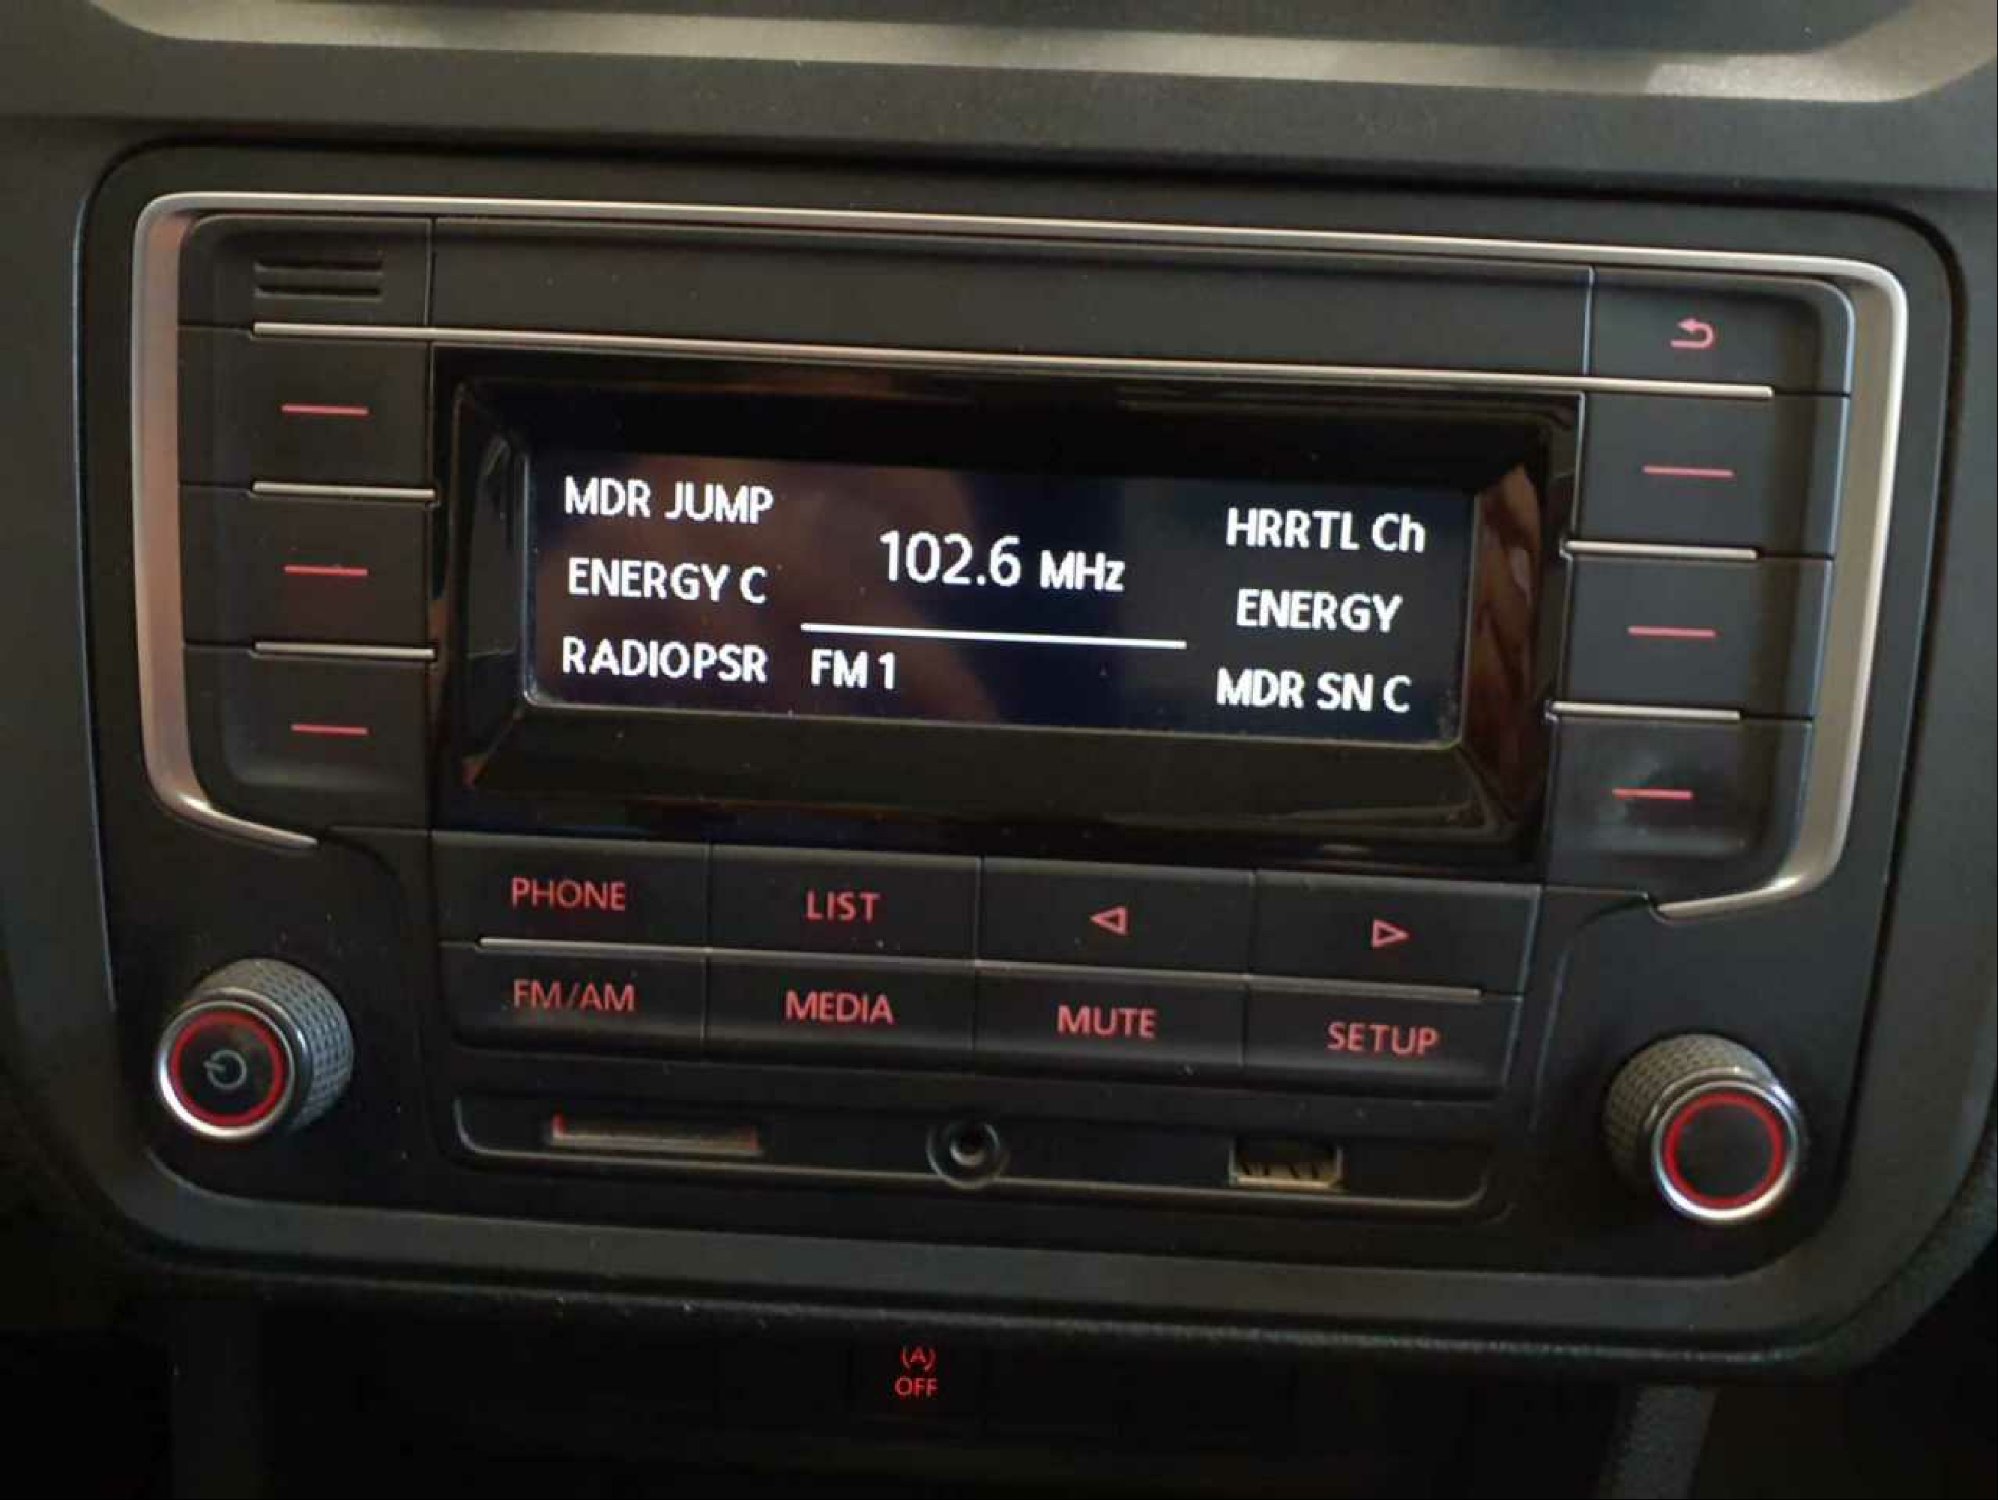 MDR JUMP
ENERGY C
RADIOPSR
102.6 MHz
FM 1
HRRTL Ch
ENERGY
MDR SN C
PHONE
LIST
FM/AM
MEDIA
MUTE
SETUP
(A)
OFF